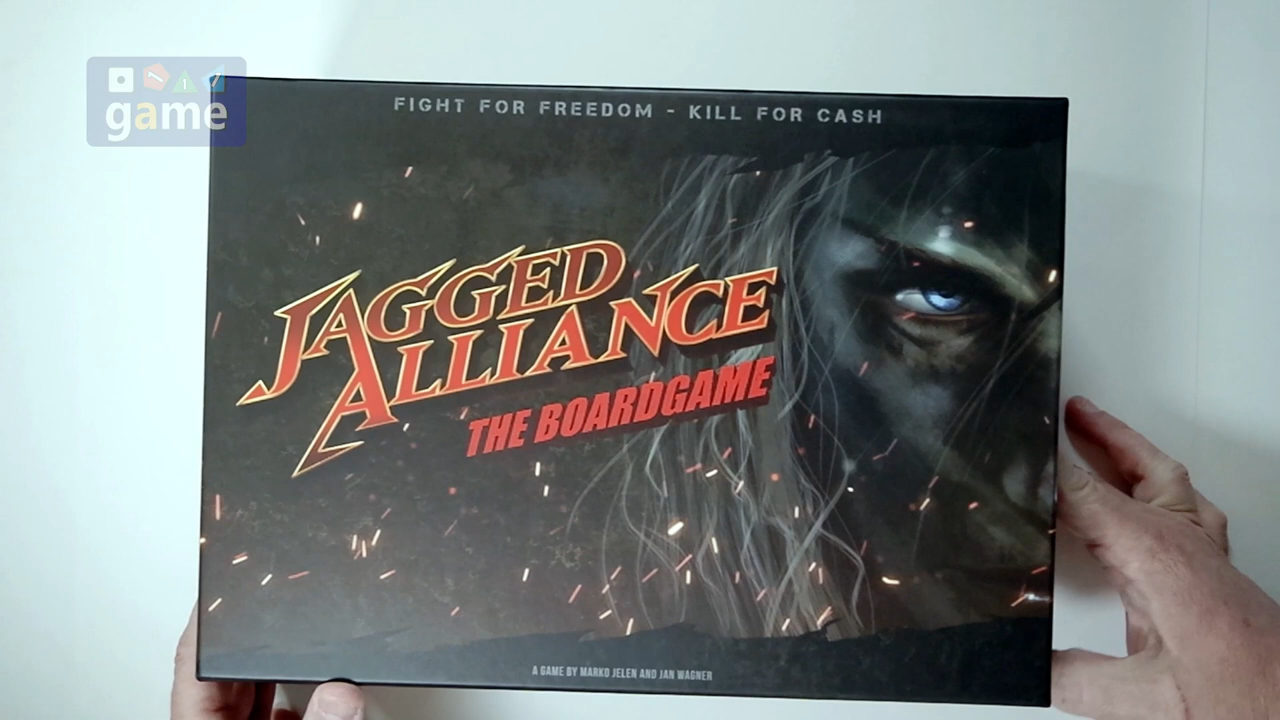 game
FIGHT FOR FREEDOM - KILL FOR CASH
JAGGED
ALLIANCE
THE BOARDGAME
A GAME BY MARKO JELEN AND JAN WAGNER